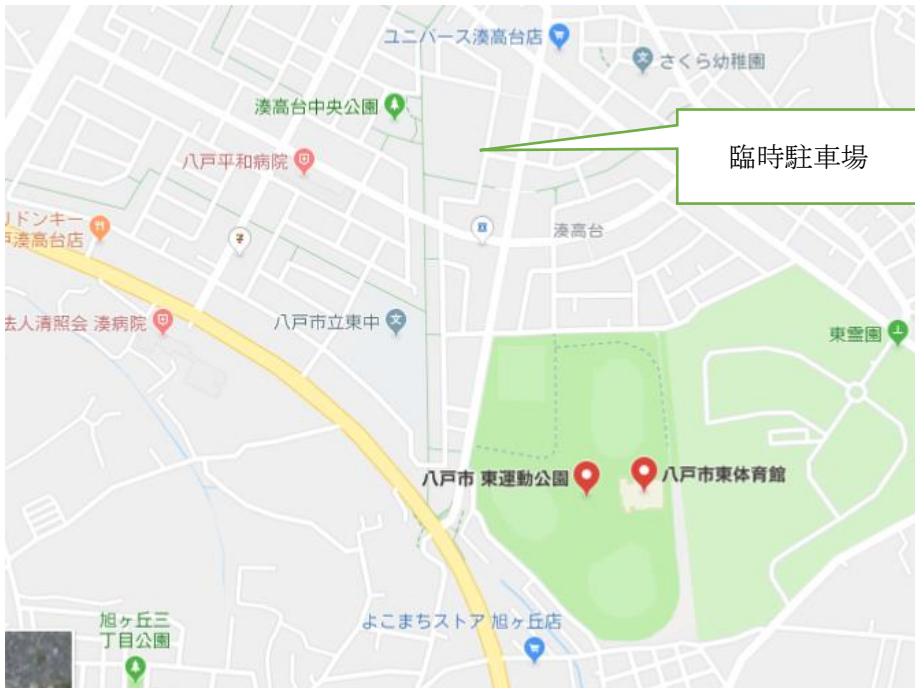 ユニバース湊高台店
さくら幼稚園
湊高台中央公園
臨時駐車場
八戸平和病院
リドンキー
戸湊高台店
湊高台
法人清照会 湊病院
八戸市立東中
東霊園
八戸市 東運動公園
八戸市東体育館
旭ヶ丘三
丁目公園
よこまちストア 旭ヶ丘店